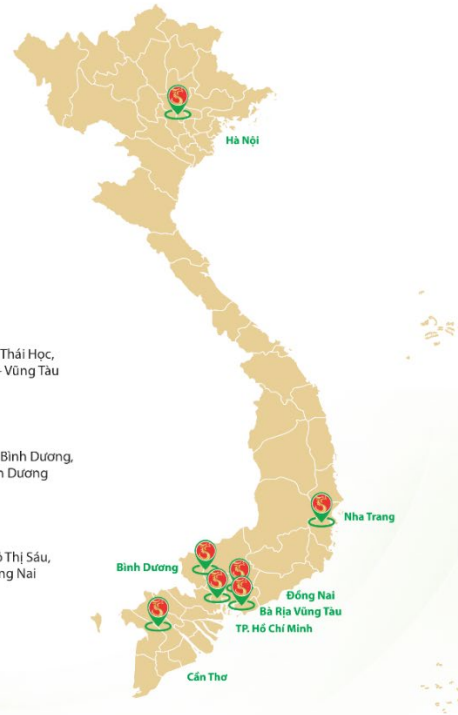 Hà Nội
Thái Học,
- Vũng Tàu
Bình Dương,
Dương
Thị Sáu,
Nai
Nha Trang
Bình Dương
Đồng Nai
Bà Rịa Vũng Tàu
TP. Hồ Chí Minh
Cần Thơ